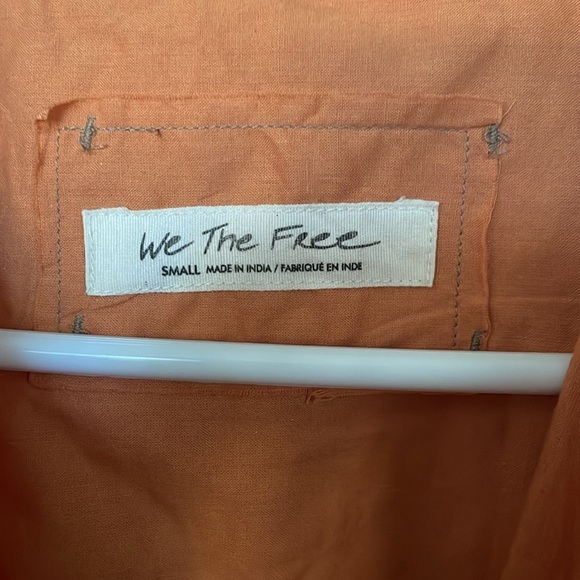 We The Free
SMALL MADE IN INDIA / FABRIQUÉ EN INDE